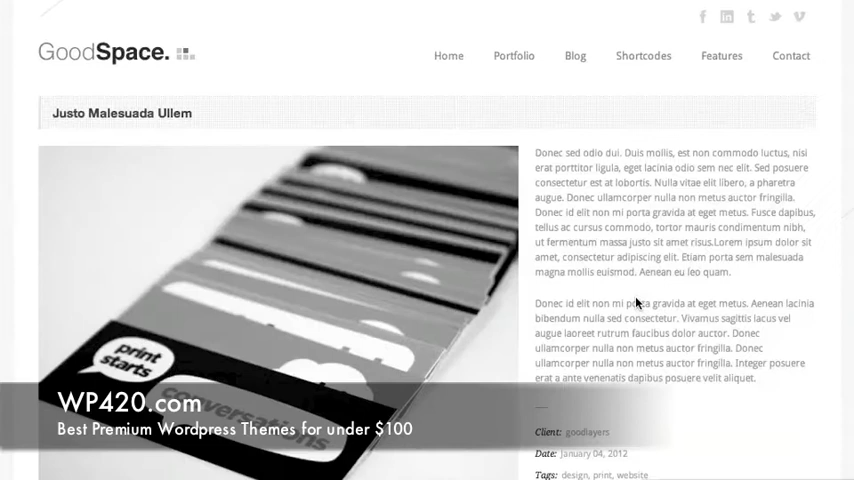 GoodSpace.
Home Portfolio Blog Shortcodes Features Contact
Justo Malesuada Ullem
Donec sed odio dui. Duis mollis, est non commodo luctus, nisi
erat porttitor ligula, eget lacinia odio sem nec elit. Sed posuere
consectetur est at lobortis. Nulla vitae elit libero, a pharetra
augue. Donec ullamcorper nulla non metus auctor fringilla.
Donec id elit non mi porta gravida at eget metus. Fusce dapibus,
tellus ac cursus commodo, tortor mauris condimentum nibh,
ut fermentum massa justo sit amet risus.Lorem ipsum dolor sit
amet, consectetur adipiscing elit. Etiam porta sem malesuada
magna mollis euismod. Aenean eu leo quam.
Donec id elit non mi porta gravida at eget metus. Aenean lacinia
bibendum nulla sed consectetur. Vivamus sagittis lacus vel
augue laoreet rutrum faucibus dolor auctor. Donec
ullamcorper nulla non metus auctor fringilla. Donec
ullamcorper nulla non metus auctor fringilla. Integer posuere
erat a ante venenatis dapibus posuere velit aliquet.
print
starts
conversations
WP420.com
Best Premium Wordpress Themes for under $100
Client: goodlayers
Date: January 04, 2012
Tags: design, print, website